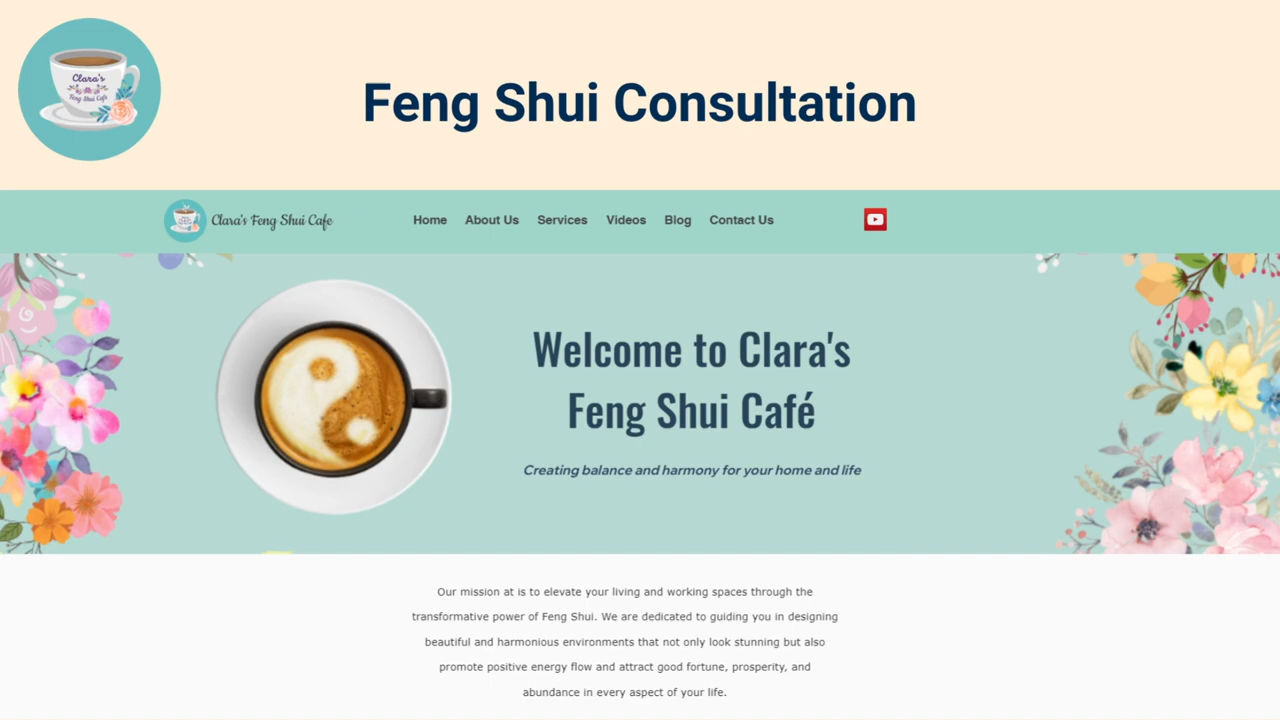 Clara's
Feng Shui Cafe
Feng Shui Consultation
Clara's Feng Shui Cafe
Home
About Us
Services
Videos
Blog
Contact Us
Welcome to Clara's
Feng Shui Café
Creating balance and harmony for your home and life
Our mission at is to elevate your living and working spaces through the
transformative power of Feng Shui. We are dedicated to guiding you in designing
beautiful and harmonious environments that not only look stunning but also
promote positive energy flow and attract good fortune, prosperity, and
abundance in every aspect of your life.